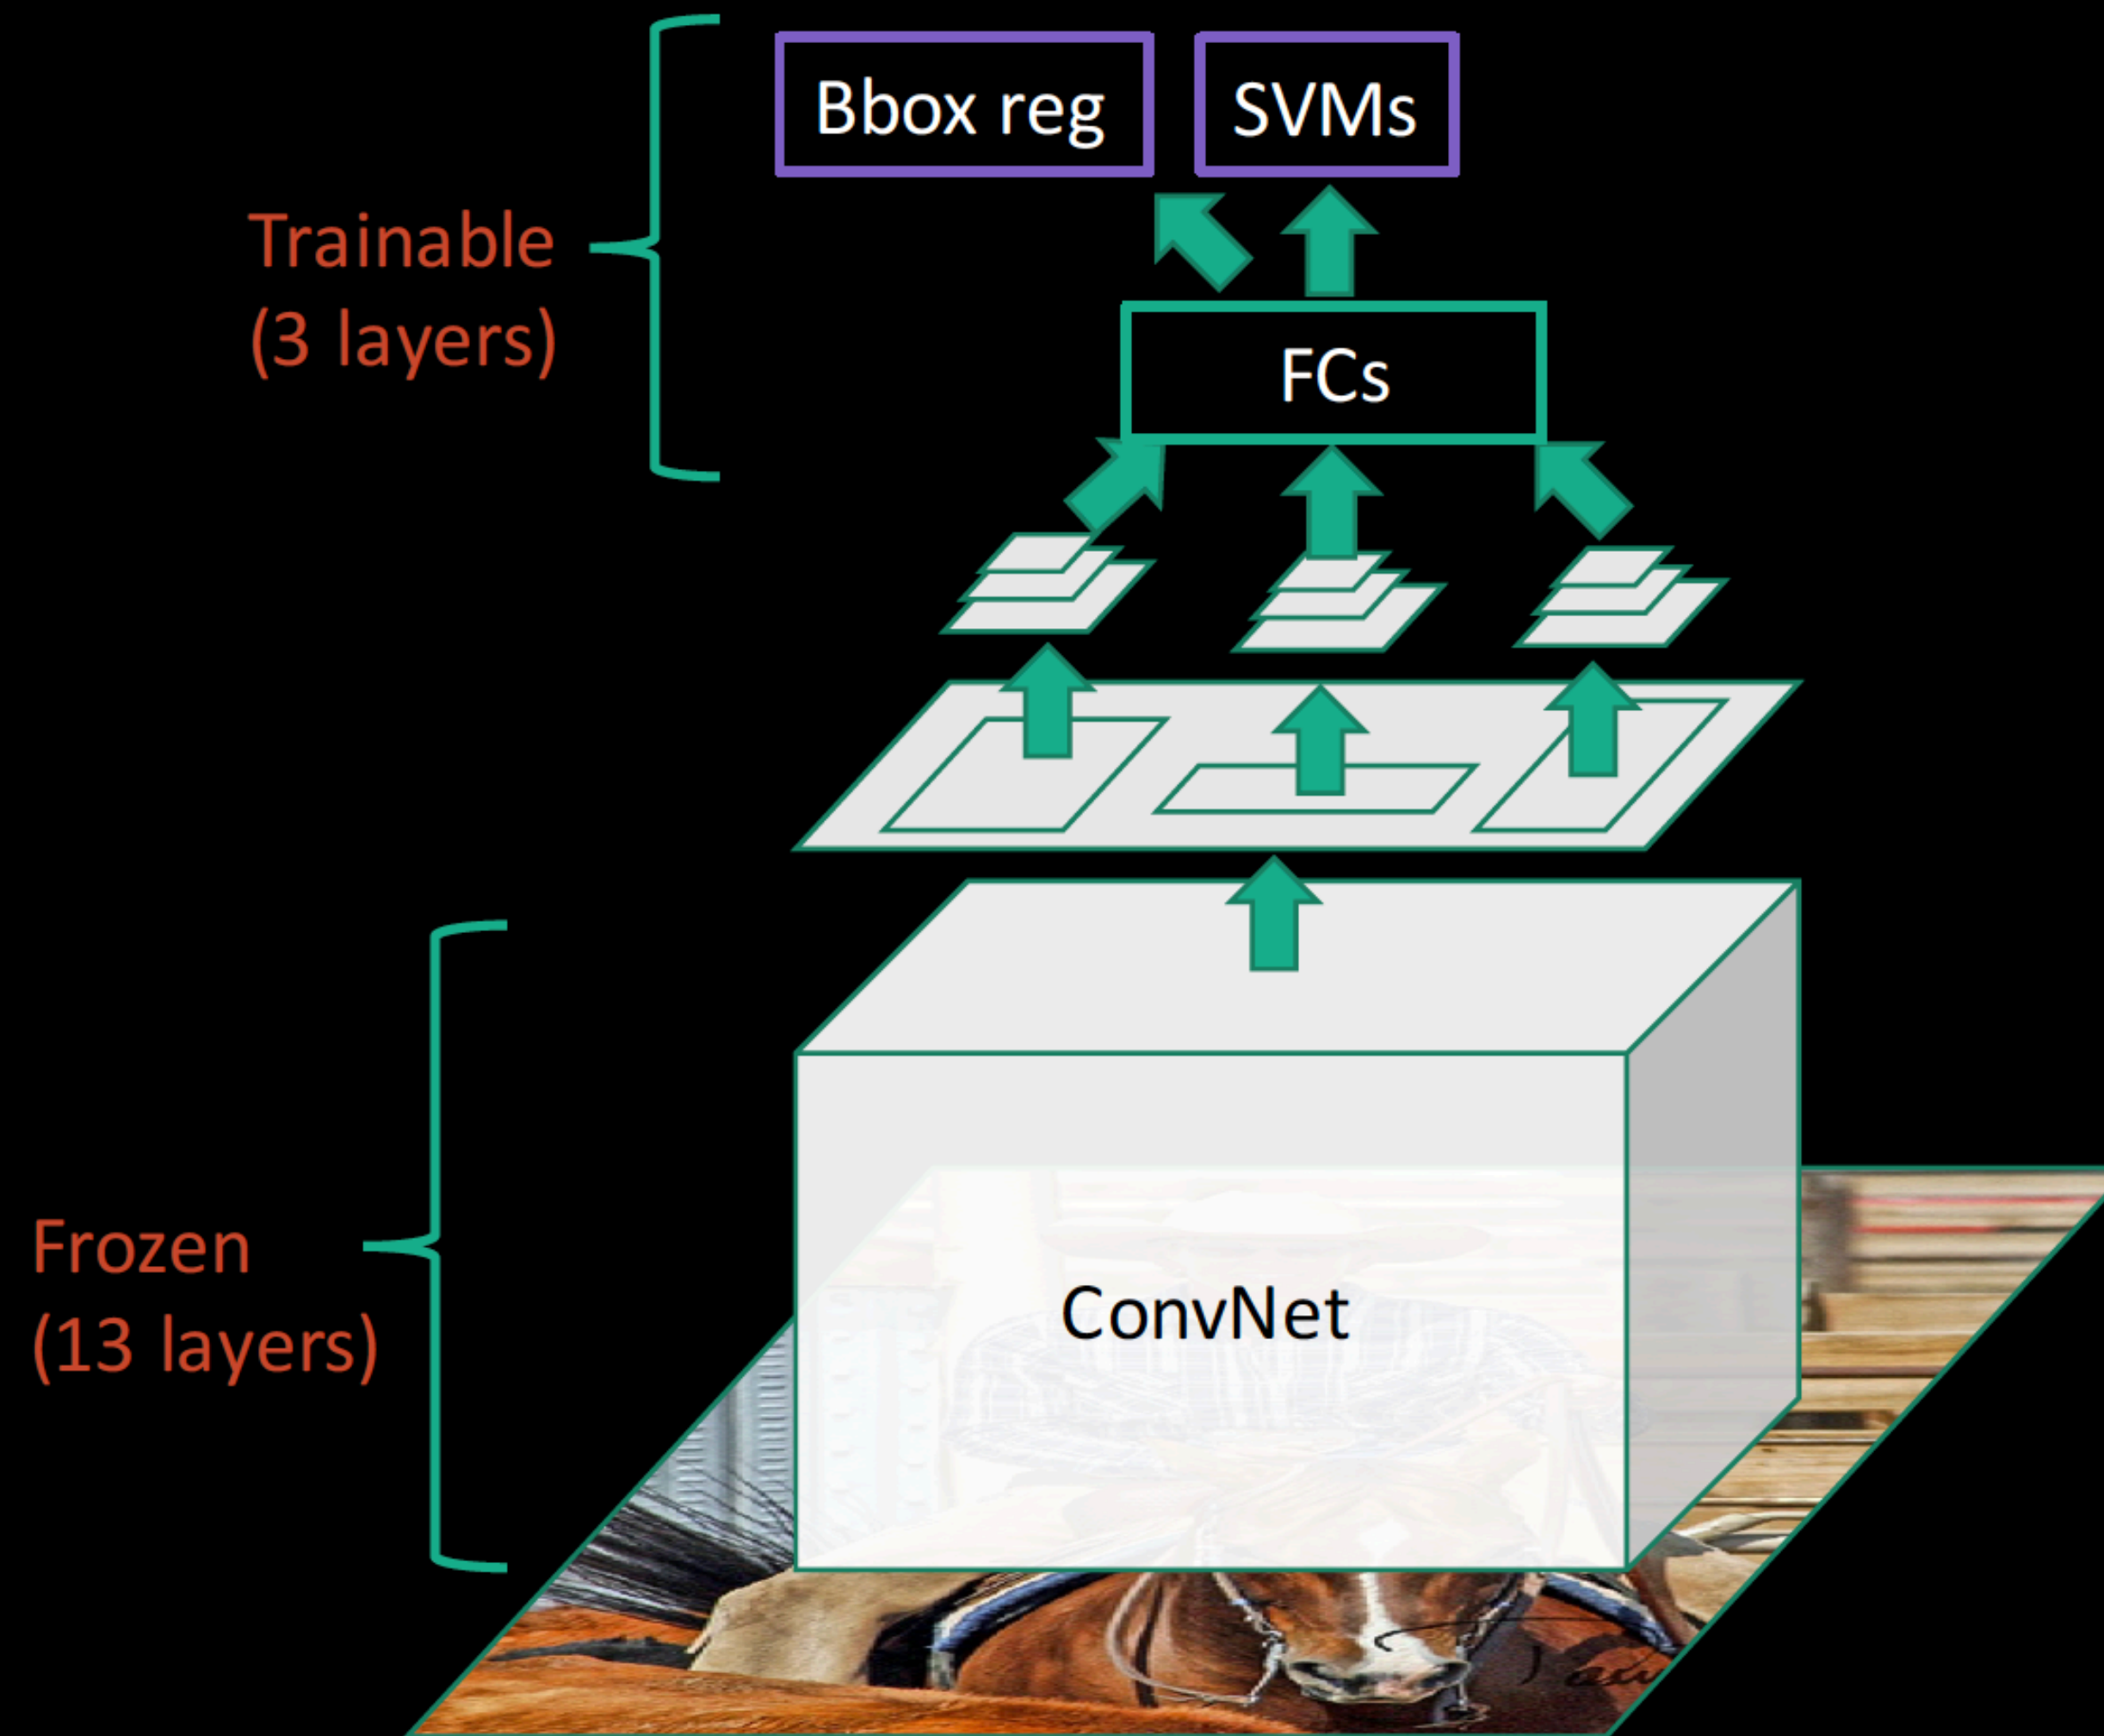 Bbox reg
SVMs
Trainable
(3 layers)
FCs
Frozen
(13 layers)
ConvNet